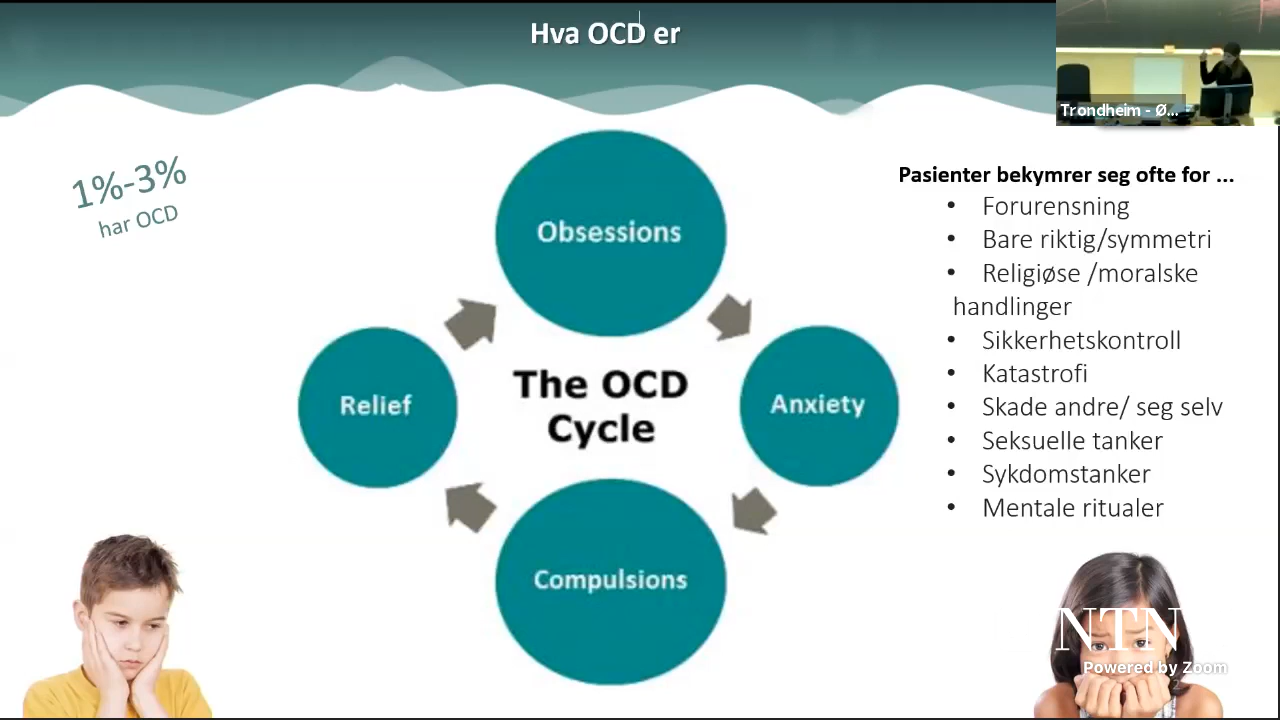 Hva OCD er
Trondheim - Ø...
1%-3%
har OCD
Obsessions
Relief
The OCD
Cycle
Anxiety
Compulsions
Pasienter bekymrer seg ofte for ...
• Forurensning
• Bare riktig/symmetri
• Religiøse /moralske
handlinger
• Sikkerhetskontroll
• Katastrofi
• Skade andre/ seg selv
• Seksuelle tanker
• Sykdomstanker
• Mentale ritualer
NTN
Powered by Zoom